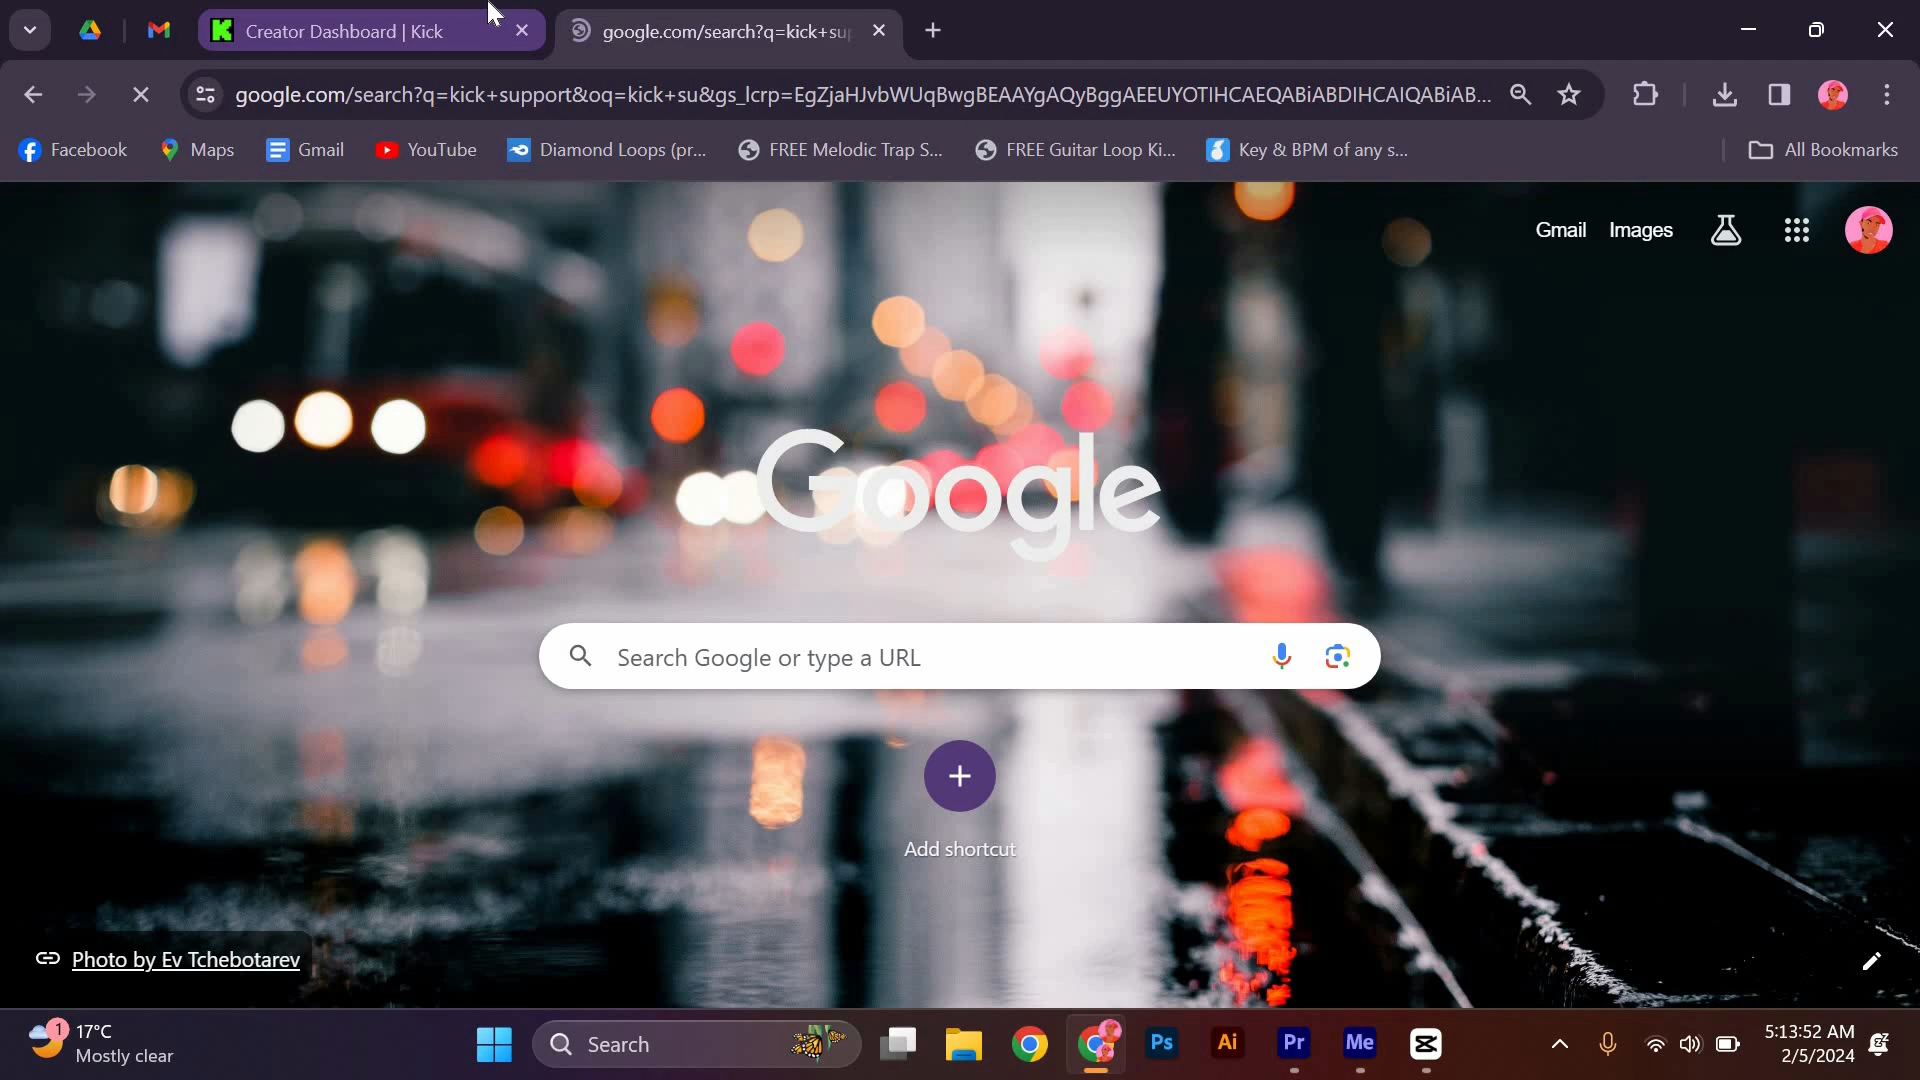 Creator Dashboard | Kick
google.com/search?q=kick+su
google.com/search?q=kick+support&oq=kick+su&gs_lcrp=EgZjaHJvbWUqBwgBEAAYgAQyBggAEEUYOTIHCAEQABiABDIHCAIQABiAB...
Facebook
Maps
Gmail
YouTube
Diamond Loops (pr...
FREE Melodic Trap S...
FREE Guitar Loop Ki...
Key & BPM of any s...
All Bookmarks
Gmail
Images
Google
Search Google or type a URL
Add shortcut
Photo by Ev Tchebotarev
1
17°C
Mostly clear
Search
Ps
Ai
Pr
Me
5:13:52 AM
2/5/2024